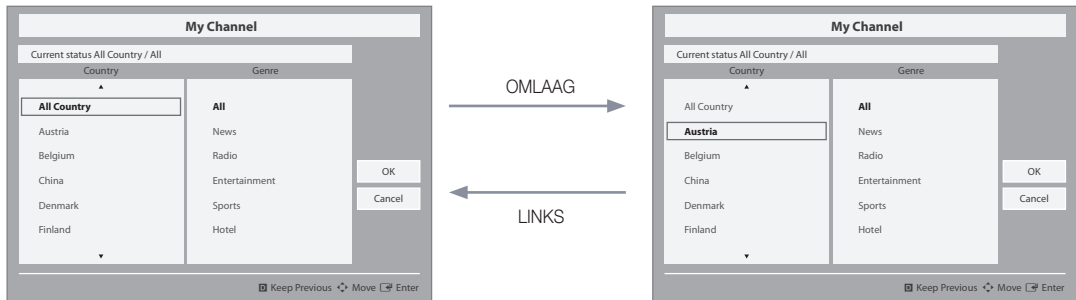 My Channel
Current status All Country / All
Country Genre
All Country All
Austria News
Belgium Radio
China Entertainment
Denmark Sports
Finland Hotel
OK
Cancel
D Keep Previous Move Enter
OMLAAG
LINKS
My Channel
Current status All Country / All
Country Genre
All Country All
Austria News
Belgium Radio
China Entertainment
Denmark Sports
Finland Hotel
OK
Cancel
D Keep Previous Move Enter